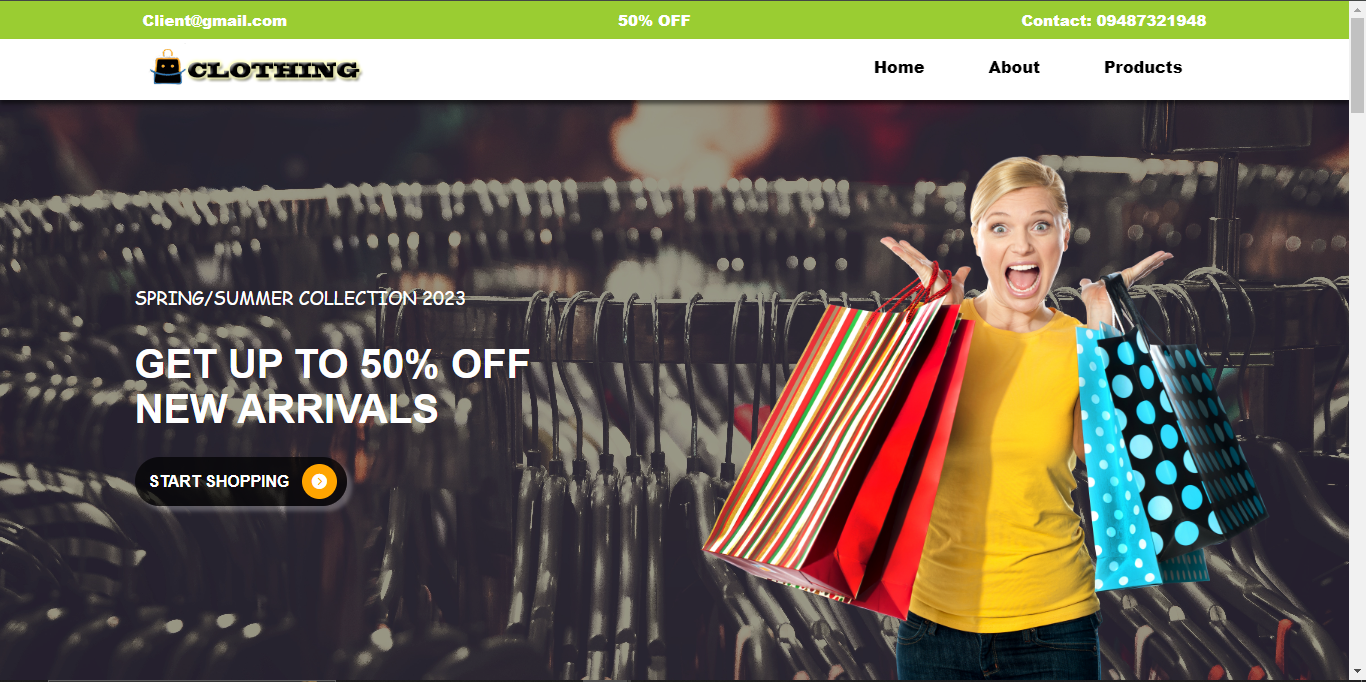 Client@gmail.com
50% OFF
Contact: 09487321948
CLOTHING
Home
About
Products
SPRING/SUMMER COLLECTION 2023
GET UP TO 50% OFF
NEW ARRIVALS
START SHOPPING